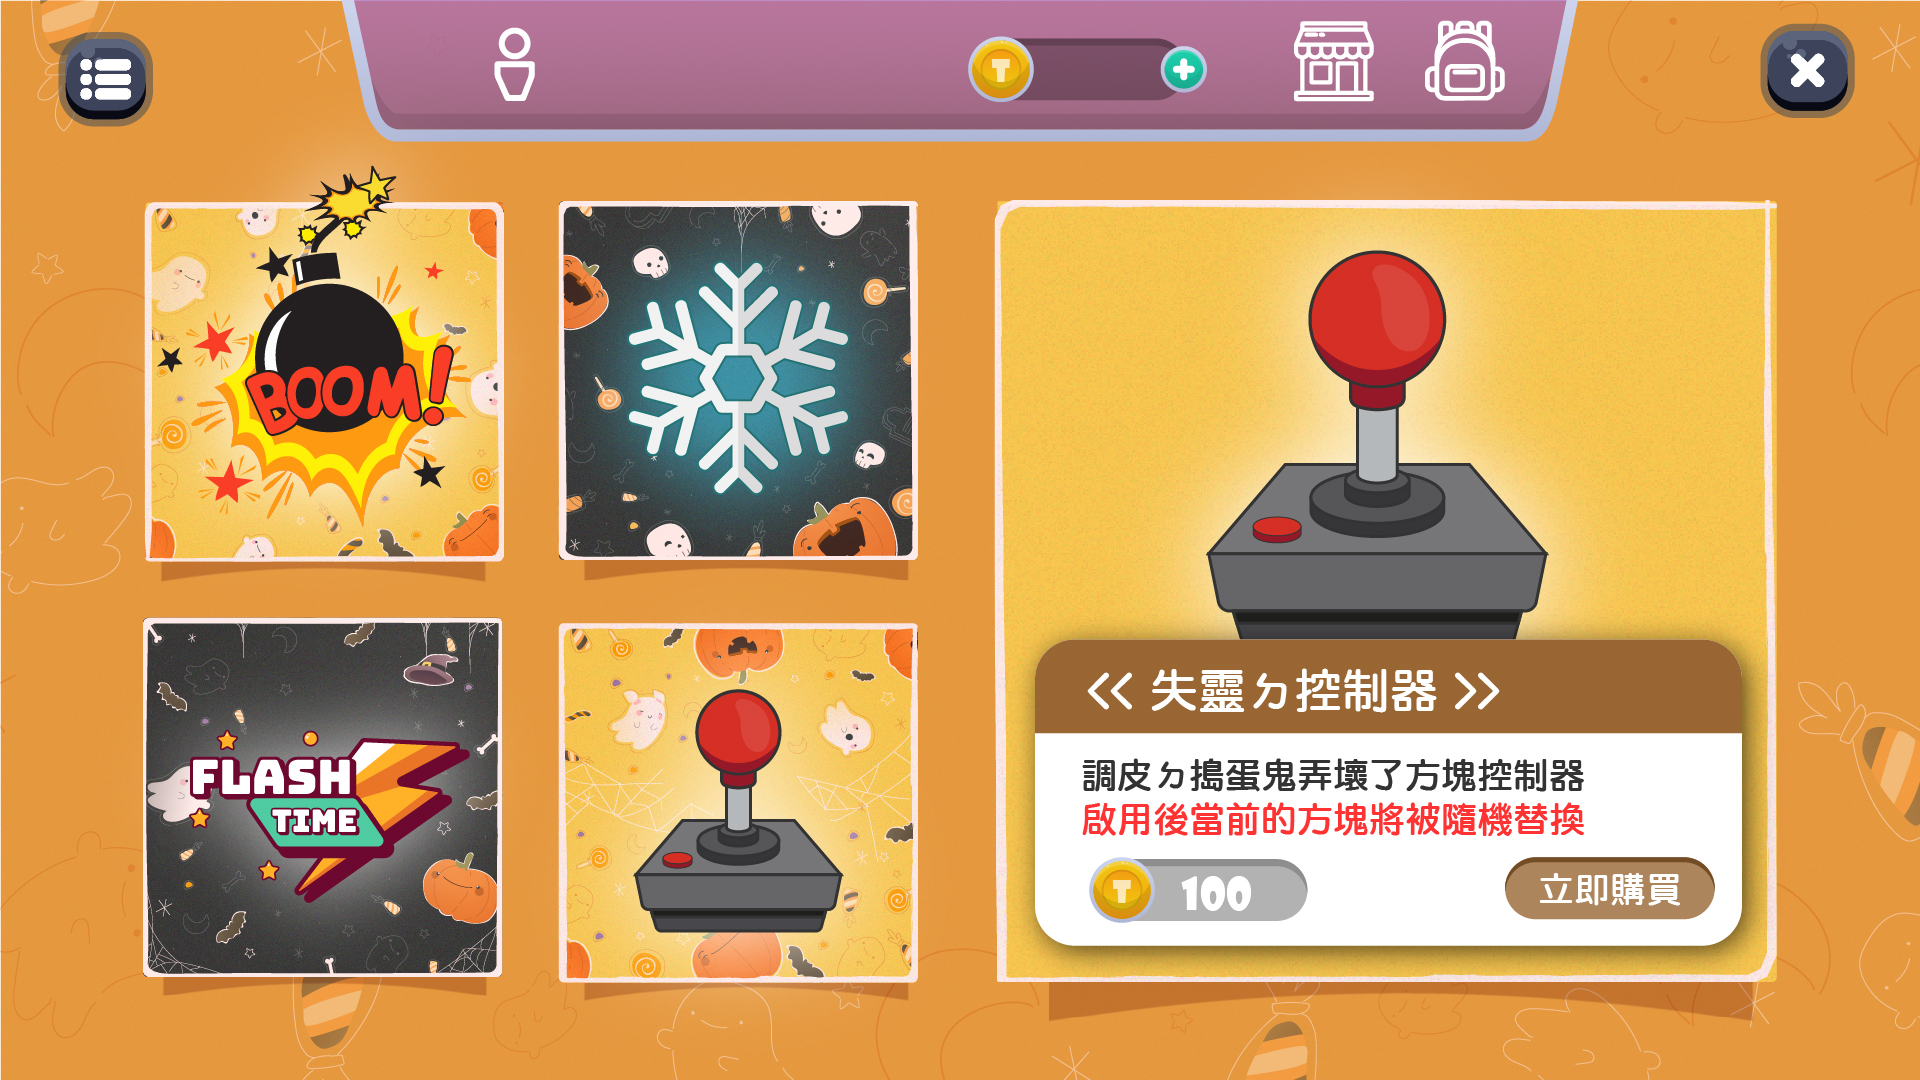 T
BOOM!
FLASH
TIME
<< 失靈ㄉ控制器 >>
調皮ㄉ搗蛋鬼弄壞了方塊控制器
啟用後當前的方塊將被隨機替換
T 100
立即購買